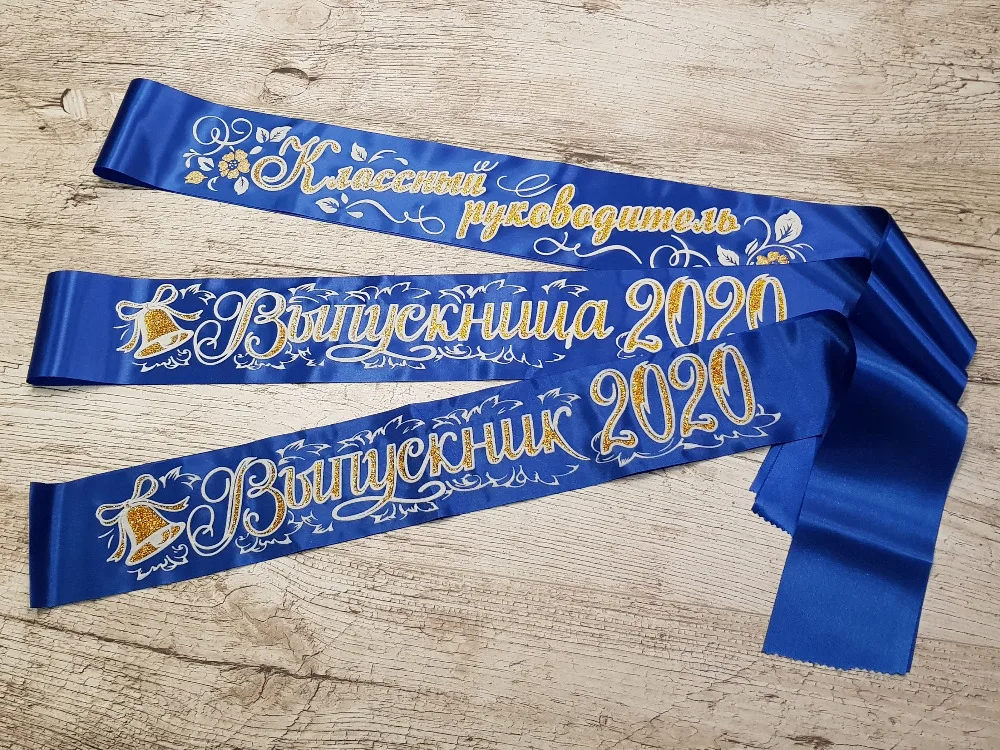 Классный
руководитель
Выпускница 2020
Выпускник 2020